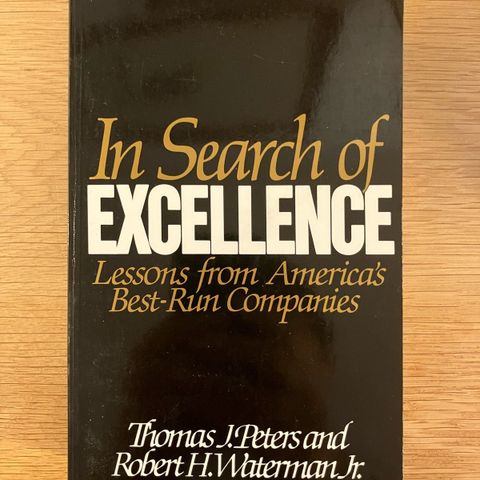 In Search of
EXCELLENCE
Lessons from America's
Best-Run Companies
Thomas J. Peters and
Robert H. Waterman Jr.